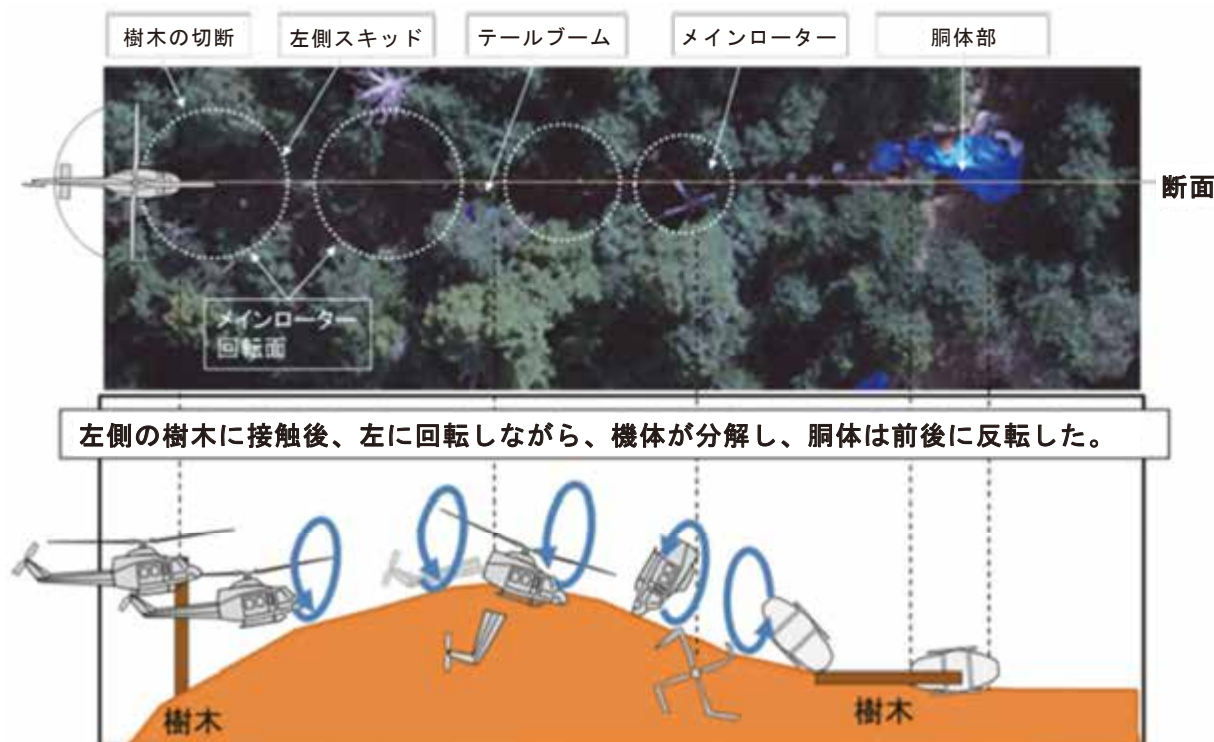 樹木の切断
左側スキッド
テールブーム
メインローター
胴体部
断面
メインローター
回転面
左側の樹木に接触後、左に回転しながら、機体が分解し、胴体は前後に反転した。
樹木
樹木